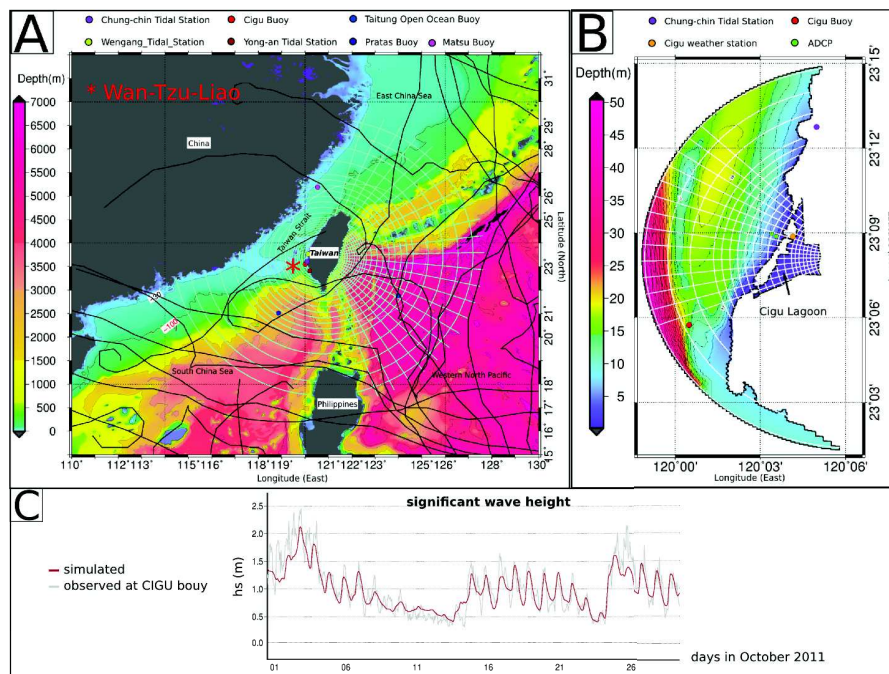 A
Chung-chin Tidal Station
Cigu Buoy
Taitung Open Ocean Buoy
Wengang_Tidal_Station
Yong-an Tidal Station
Pratas Buoy
Matsu Buoy
Depth(m)
7000
6500
6000
5500
5000
4500
4000
3500
3000
2500
2000
1500
1000
500
0
* Wan-Tzu-Liao
East China Sea
China
Taiwan Strait
Taiwan
-100
-100
South China Sea
Western North Pacific
Philippines
31
29
28
26
25
23
21
20
18
17
15
Latitude (North)
110° 112° 115° 118° 121° 125° 128° 130°
Longitude (East)
B
Chung-chin Tidal Station
Cigu Buoy
Cigu weather station
ADCP
Depth(m)
50
45
40
35
30
25
20
15
10
5
Cigu Lagoon
23°15'
23°12'
23°09'
23°06'
23°03'
120°00' 120°03' 120°06'
Longitude (East)
C
significant wave height
simulated
observed at CIGU bouy
hs (m)
2.5
2.0
1.5
1.0
0.5
0.0
01 06 11 16 21 26
days in October 2011